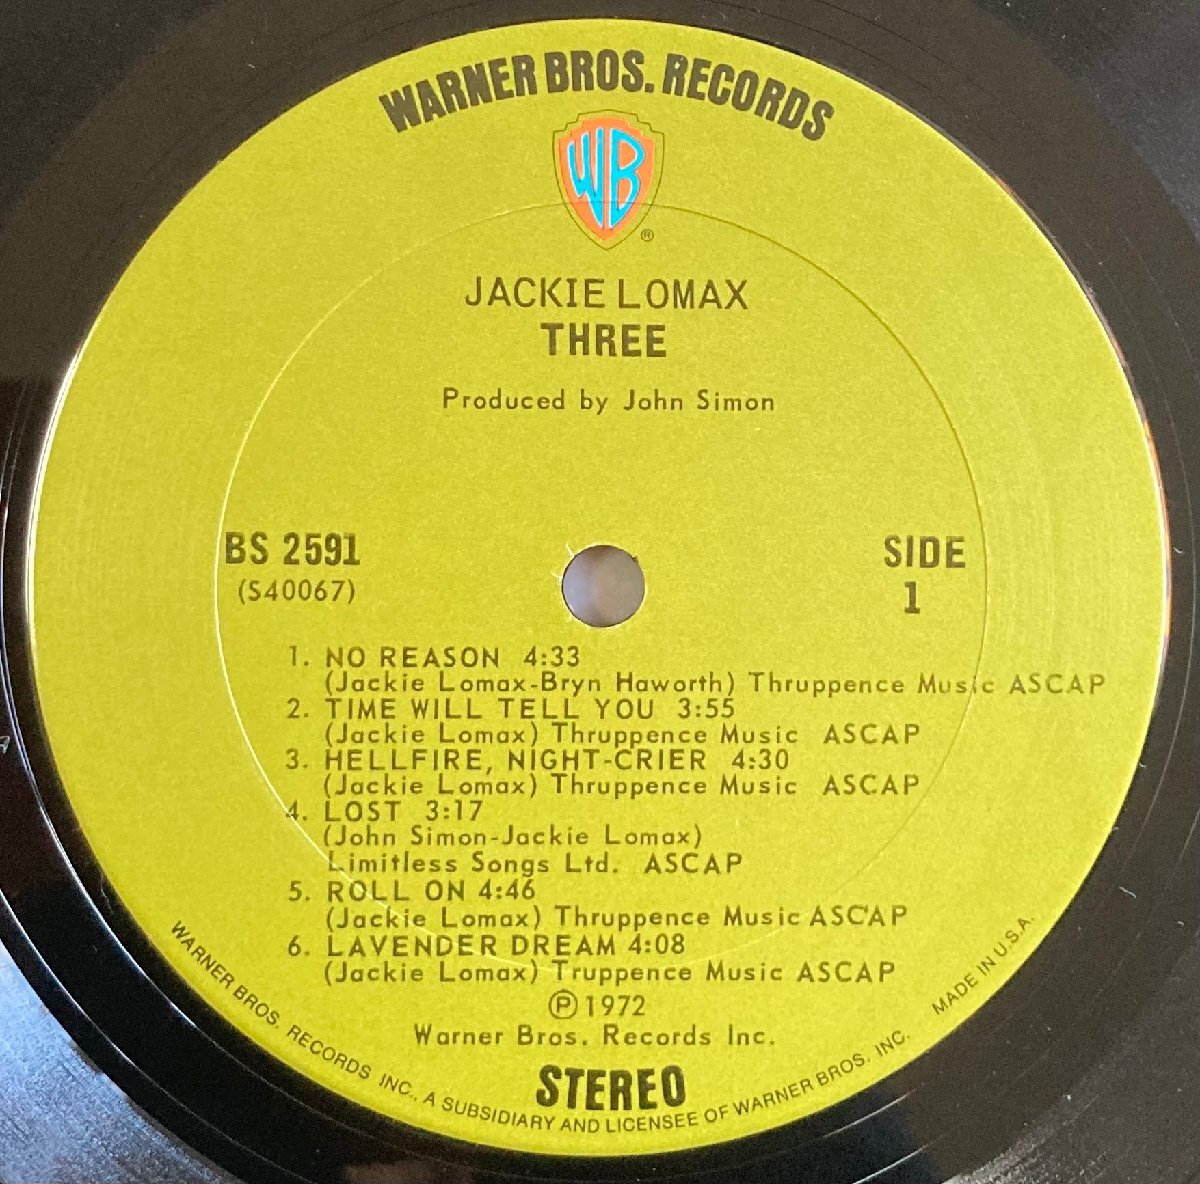 WARNER BROS. RECORDS
WB
®
JACKIE LOMAX
THREE
Produced by John Simon
BS 2591
(S40067)
SIDE
1
1. NO REASON 4:33
(Jackie Lomax-Bryn Haworth) Thruppence Music ASCAP
2. TIME WILL TELL YOU 3:55
(Jackie Lomax) Thruppence Music ASCAP
3. HELLFIRE, NIGHT-CRIER 4:30
(Jackie Lomax) Thruppence Music ASCAP
4. LOST 3:17
(John Simon-Jackie Lomax)
Limitless Songs Ltd. ASCAP
5. ROLL ON 4:46
(Jackie Lomax) Thruppence Music ASCAP
6. LAVENDER DREAM 4:08
(Jackie Lomax) Truppence Music ASCAP
℗1972
Warner Bros. Records Inc.
STEREO
WARNER BROS. RECORDS INC., A SUBSIDIARY AND LICENSEE OF WARNER BROS. INC. MADE IN U.S.A.